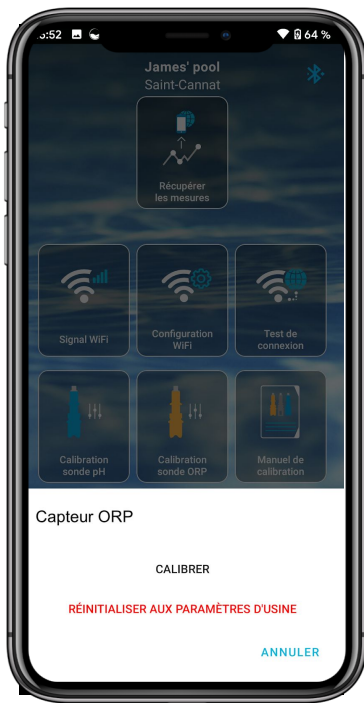 :52
64 %
James' pool
Saint-Cannat
Récupérer
les mesures
Signal WiFi
Configuration
WiFi
Test de
connexion
Calibration
sonde pH
Calibration
sonde ORP
Manuel de
calibration
Capteur ORP
CALIBRER
RÉINITIALISER AUX PARAMÈTRES D'USINE
ANNULER